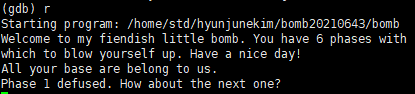 (gdb) r
Starting program: /home/std/hyunjunekim/bomb20210643/bomb
Welcome to my fiendish little bomb. You have 6 phases with
which to blow yourself up. Have a nice day!
All your base are belong to us.
Phase 1 defused. How about the next one?